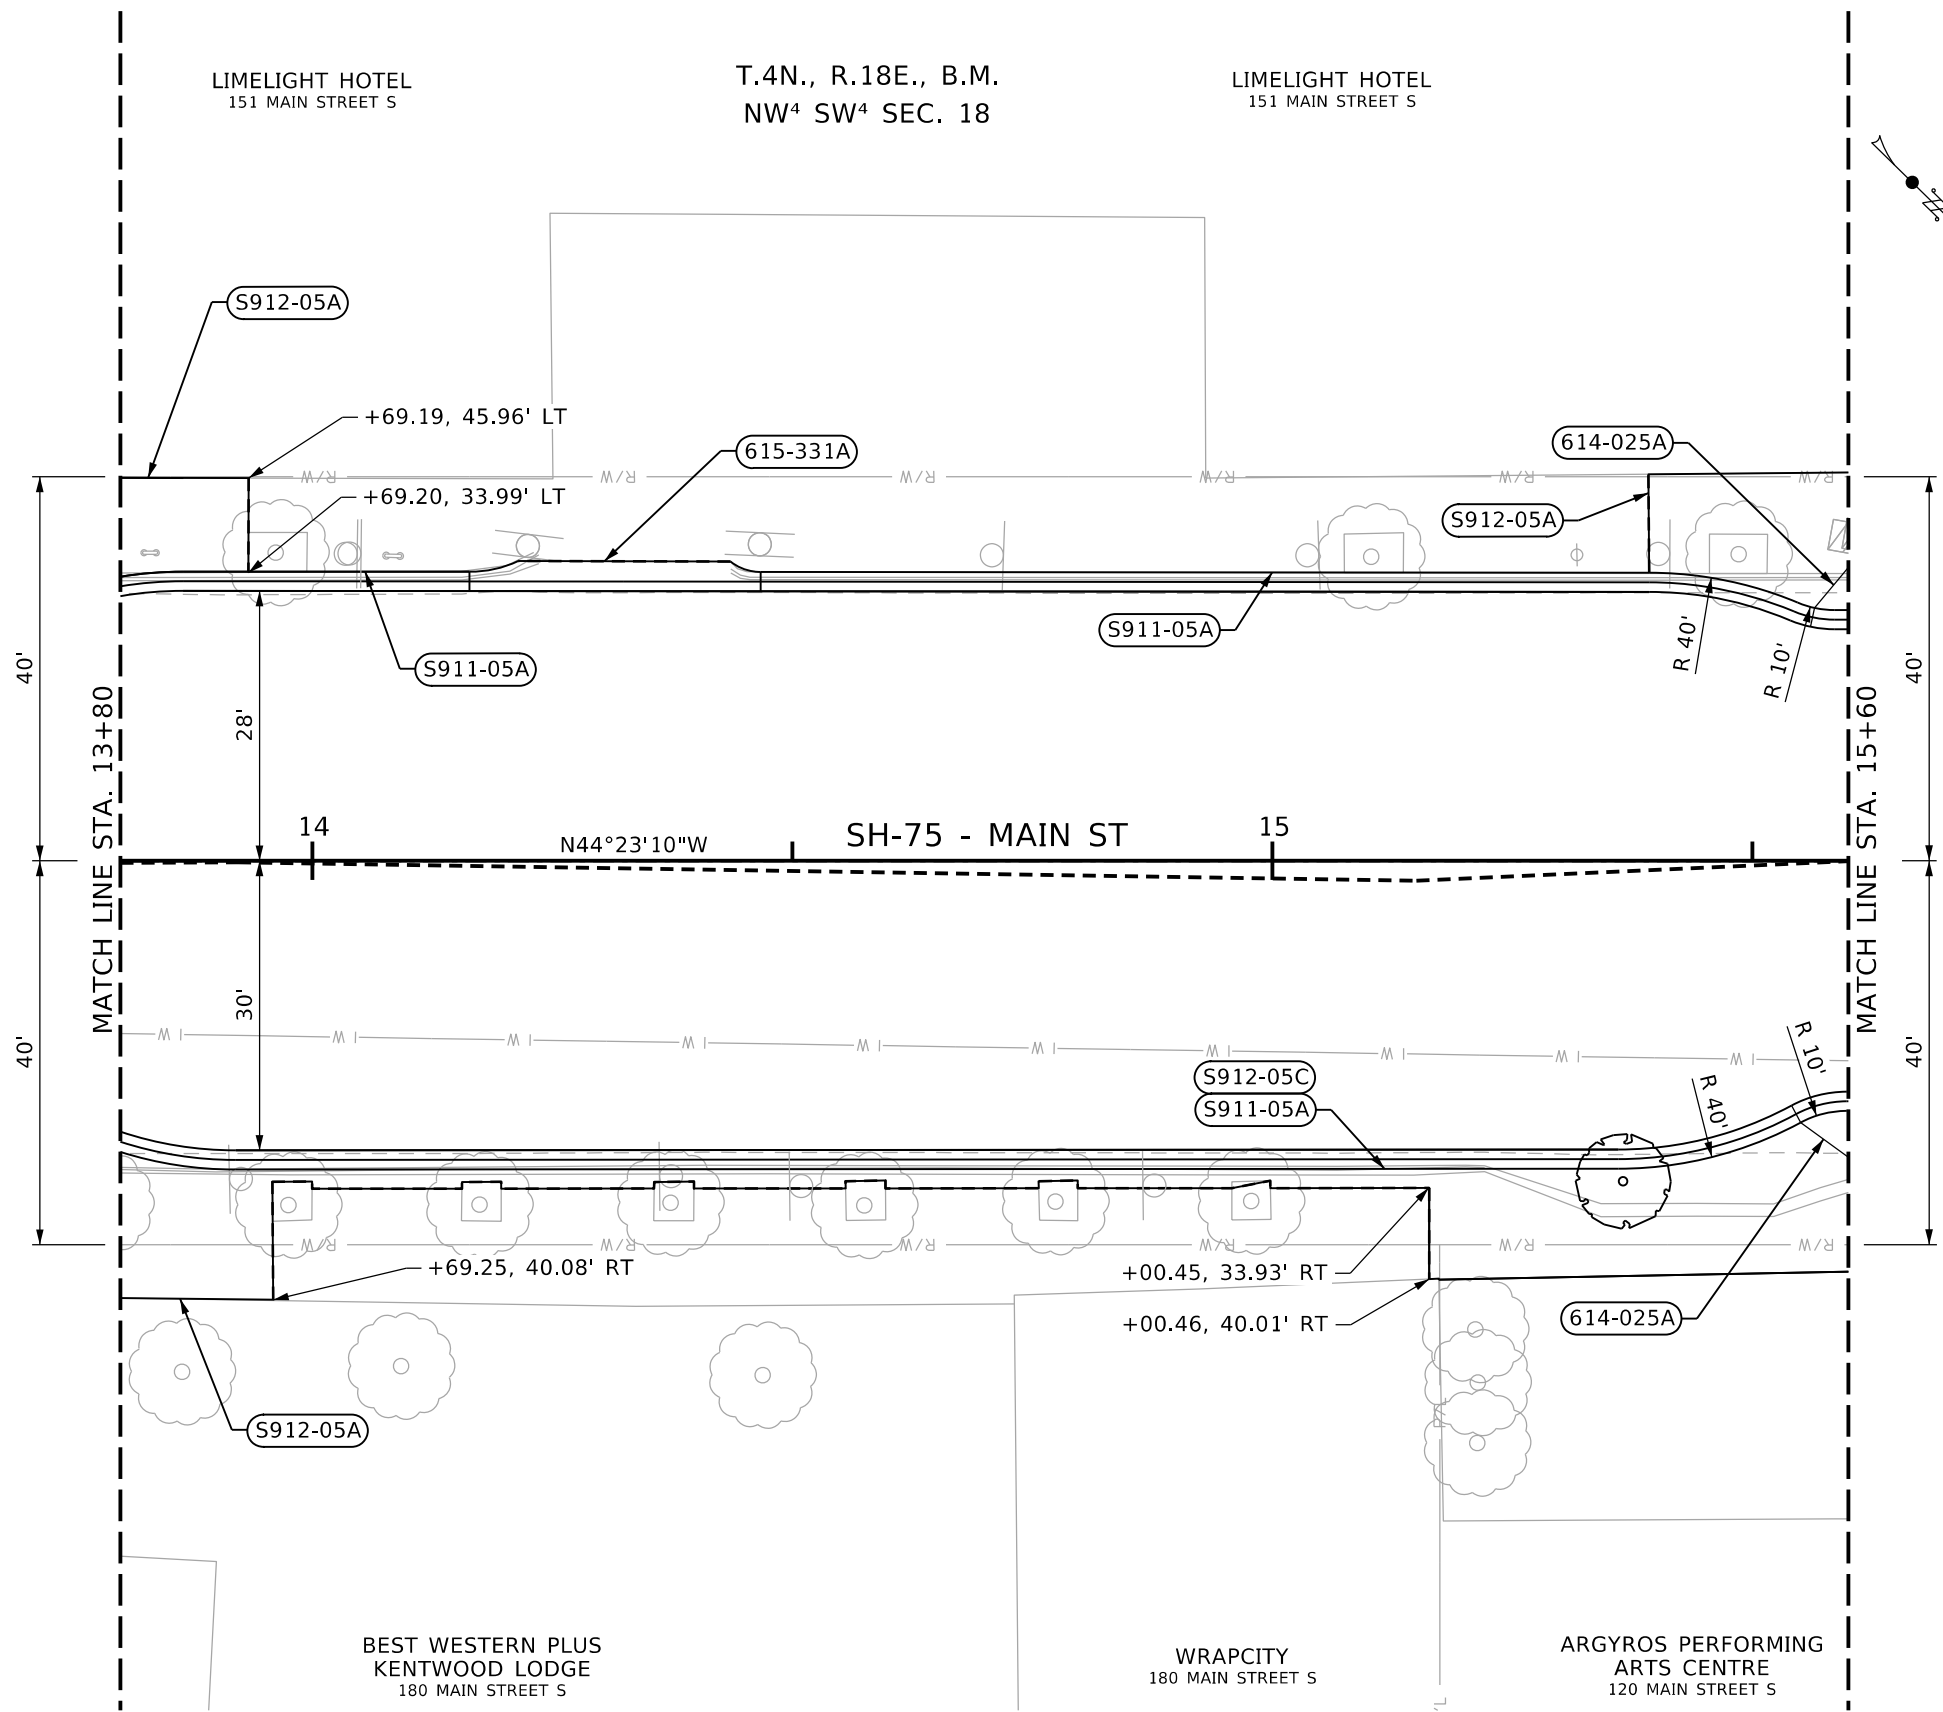 LIMELIGHT HOTEL
151 MAIN STREET S
T.4N., R.18E., B.M.
NW⁴ SW⁴ SEC. 18
LIMELIGHT HOTEL
151 MAIN STREET S
N
S912-05A
+69.19, 45.96' LT
615-331A
614-025A
R/W R/W R/W R/W R/W R/W
+69.20, 33.99' LT
S912-05A
S911-05A
S911-05A
R 40'
R 10'
40'
28'
40'
MATCH LINE STA. 13+80
MATCH LINE STA. 15+60
14
N44°23'10"W
SH-75 - MAIN ST
15
40'
30'
40'
W I W I W I W I W I W I W I W I W I W I
R 10'
R 40'
S912-05C
S911-05A
R/W R/W R/W R/W R/W R/W
+69.25, 40.08' RT
+00.45, 33.93' RT
+00.46, 40.01' RT
614-025A
S912-05A
BEST WESTERN PLUS
KENTWOOD LODGE
180 MAIN STREET S
WRAPCITY
180 MAIN STREET S
ARGYROS PERFORMING
ARTS CENTRE
120 MAIN STREET S